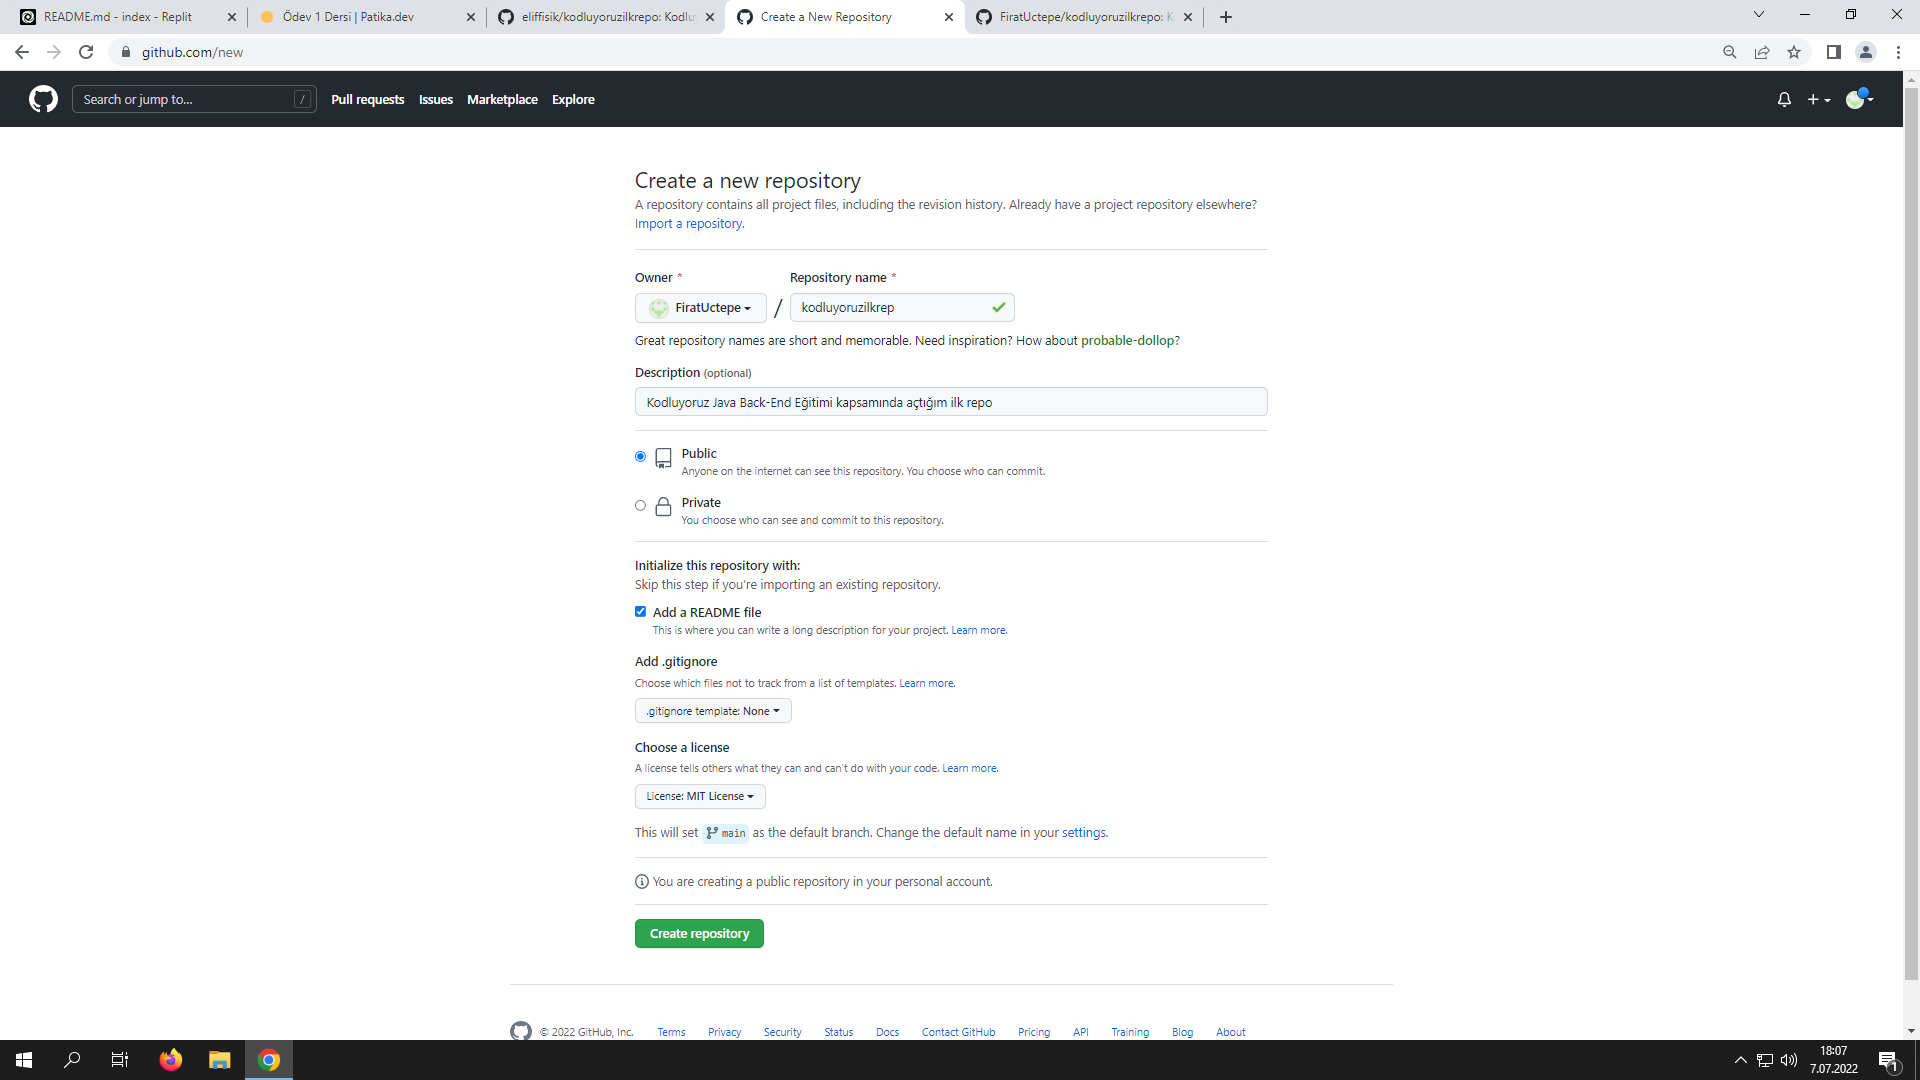 README.md - index - Replit
Ödev 1 Dersi | Patika.dev
eliffisik/kodluyoruzilkrepo: Kodlu
Create a New Repository
FiratUctepe/kodluyoruzilkrepo: K
github.com/new
Search or jump to...
/
Pull requests
Issues
Marketplace
Explore
Create a new repository
A repository contains all project files, including the revision history. Already have a project repository elsewhere?
Import a repository.
Owner *
Repository name *
FiratUctepe
/
kodluyoruzilkrep
Great repository names are short and memorable. Need inspiration? How about probable-dollop?
Description (optional)
Kodluyoruz Java Back-End Eğitimi kapsamında açtığım ilk repo
Public
Anyone on the internet can see this repository. You choose who can commit.
Private
You choose who can see and commit to this repository.
Initialize this repository with:
Skip this step if you're importing an existing repository.
Add a README file
This is where you can write a long description for your project. Learn more.
Add .gitignore
Choose which files not to track from a list of templates. Learn more.
.gitignore template: None
Choose a license
A license tells others what they can and can't do with your code. Learn more.
License: MIT License
This will set main as the default branch. Change the default name in your settings.
You are creating a public repository in your personal account.
Create repository
© 2022 GitHub, Inc.
Terms
Privacy
Security
Status
Docs
Contact GitHub
Pricing
API
Training
Blog
About
18:07
7.07.2022
1